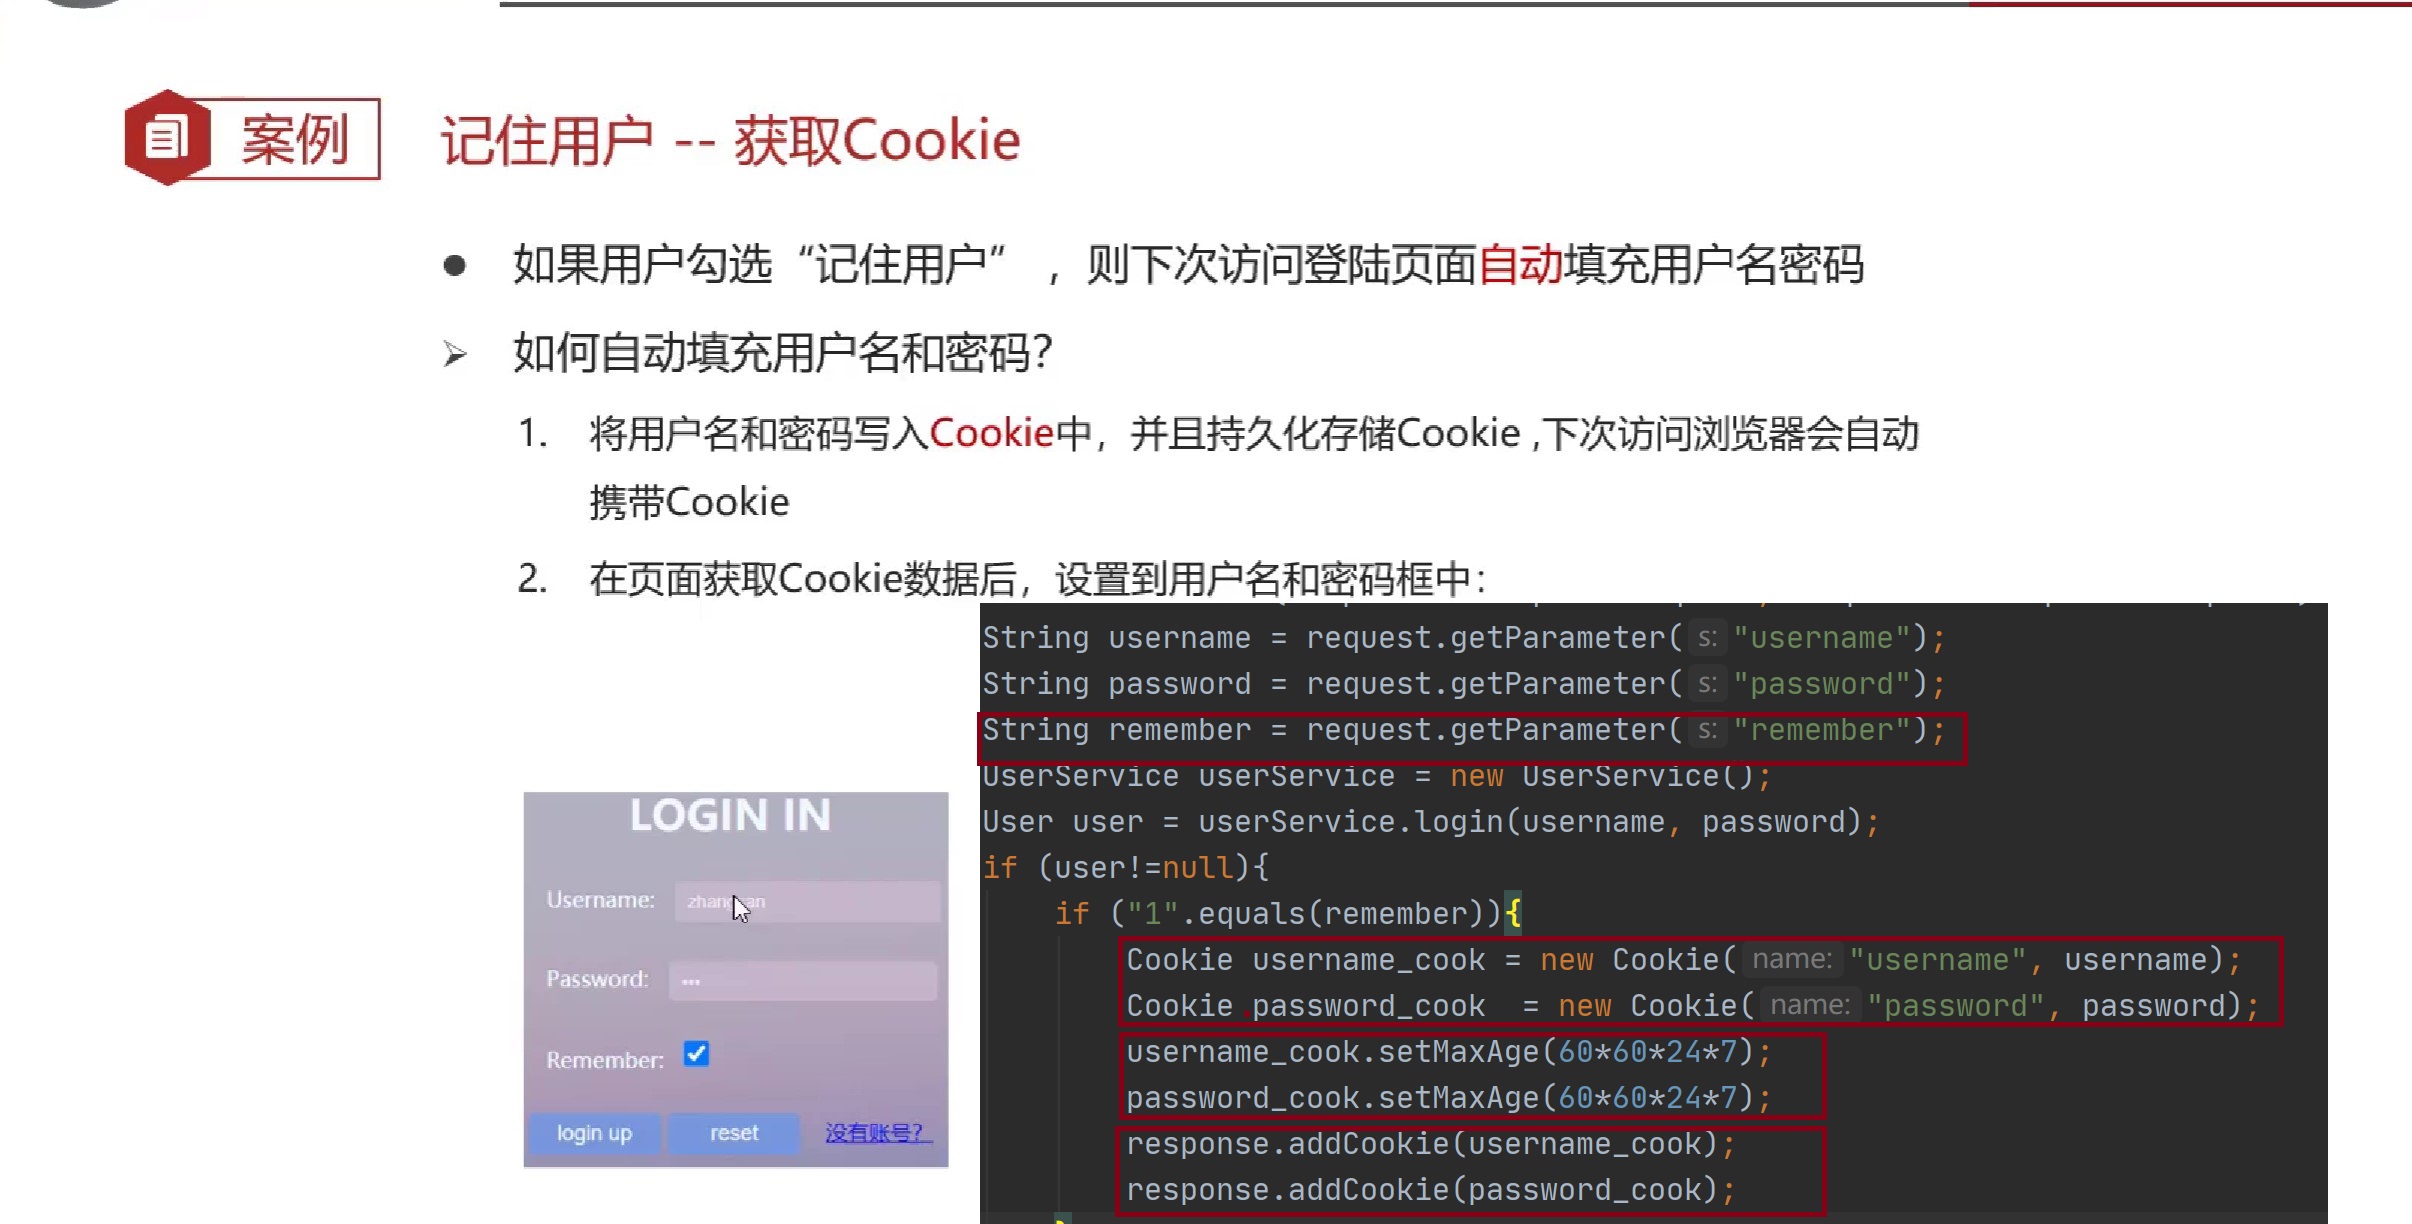 案例
记住用户 -- 获取Cookie
● 如果用户勾选“记住用户” ，则下次访问登陆页面自动填充用户名密码
➢ 如何自动填充用户名和密码？
1. 将用户名和密码写入Cookie中，并且持久化存储Cookie ,下次访问浏览器会自动
携带Cookie
2. 在页面获取Cookie数据后，设置到用户名和密码框中：
LOGIN IN
Username:
Password: •••
Remember:
login up reset 没有账号？
String username = request.getParameter( s: "username");
String password = request.getParameter( s: "password");
String remember = request.getParameter( s: "remember");
UserService userService = new UserService();
User user = userService.login(username, password);
if (user!=null){
if ("1".equals(remember)){
Cookie username_cook = new Cookie( name: "username", username);
Cookie password_cook = new Cookie( name: "password", password);
username_cook.setMaxAge(60*60*24*7);
password_cook.setMaxAge(60*60*24*7);
response.addCookie(username_cook);
response.addCookie(password_cook);